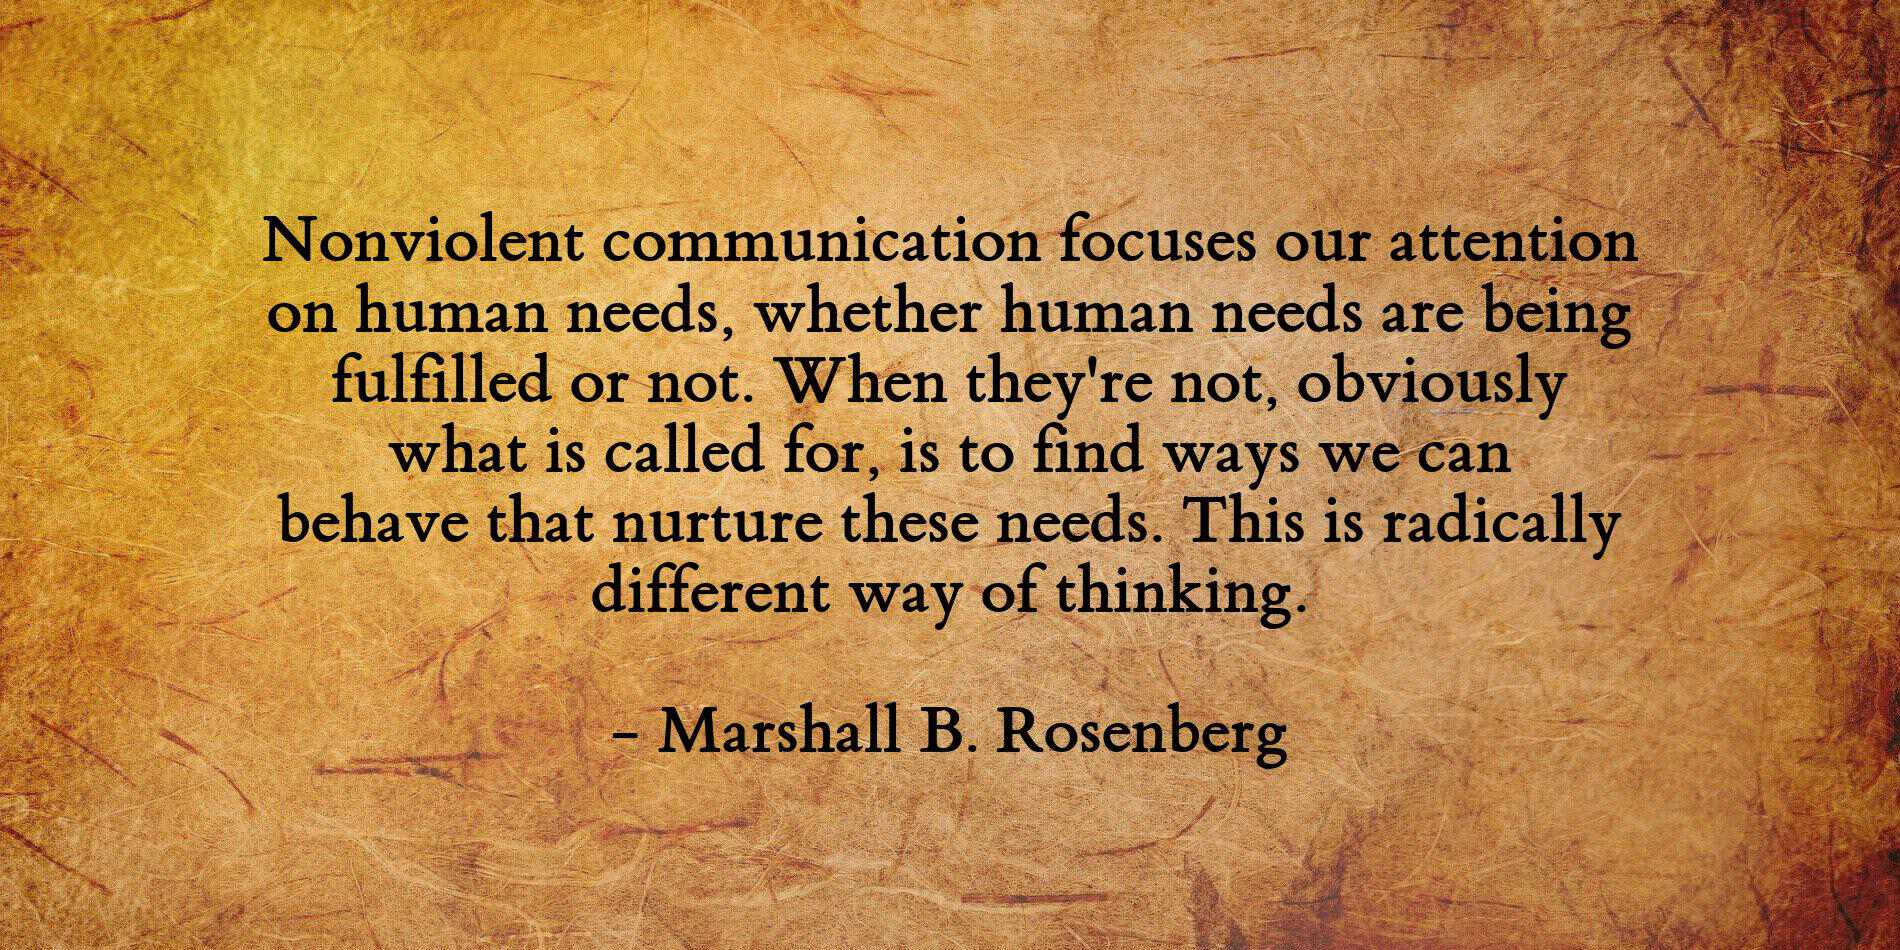 Nonviolent communication focuses our attention
on human needs, whether human needs are being
fulfilled or not. When they're not, obviously
what is called for, is to find ways we can
behave that nurture these needs. This is radically
different way of thinking.
– Marshall B. Rosenberg